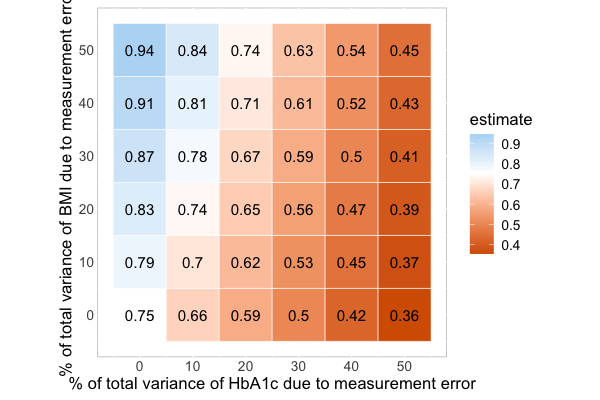 % of total variance of BMI due to measurement error
50 0.94 0.84 0.74 0.63 0.54 0.45
40 0.91 0.81 0.71 0.61 0.52 0.43
30 0.87 0.78 0.67 0.59 0.5 0.41
20 0.83 0.74 0.65 0.56 0.47 0.39
10 0.79 0.7 0.62 0.53 0.45 0.37
0 0.75 0.66 0.59 0.5 0.42 0.36
0 10 20 30 40 50
% of total variance of HbA1c due to measurement error
estimate
0.9
0.8
0.7
0.6
0.5
0.4